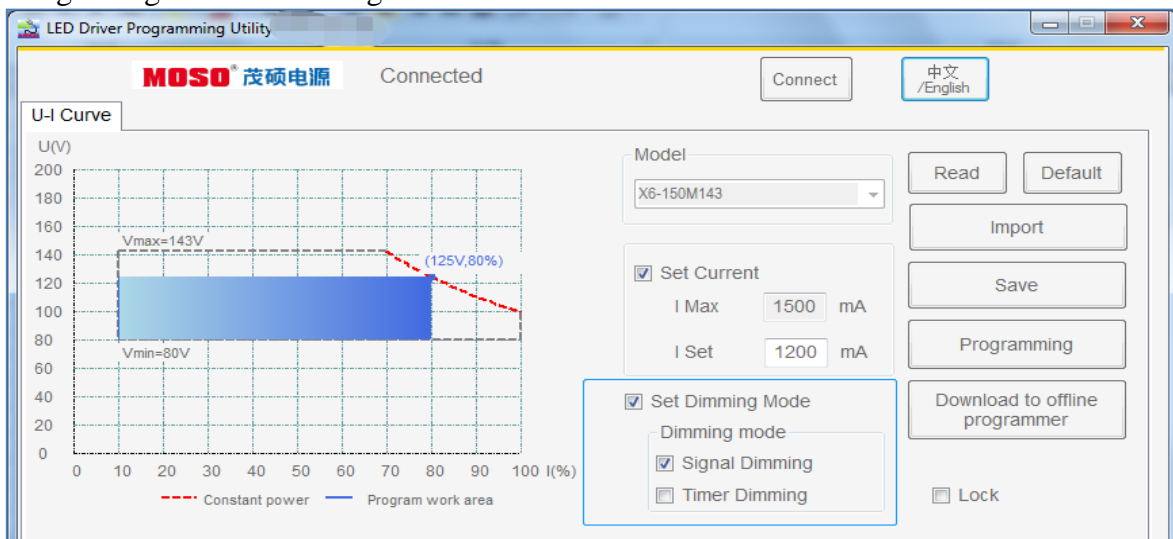 LED Driver Programming Utility
MOSO® 茂硕电源
Connected
Connect
中文
/English
U-I Curve
U(V)
200
180
160
140
120
100
80
60
40
20
0
Vmax=143V
(125V,80%)
Vmin=80V
0 10 20 30 40 50 60 70 80 90 100 I(%)
Constant power
Program work area
Model
X6-150M143
Set Current
I Max 1500 mA
I Set 1200 mA
Set Dimming Mode
Dimming mode
Signal Dimming
Timer Dimming
Read
Default
Import
Save
Programming
Download to offline
programmer
Lock